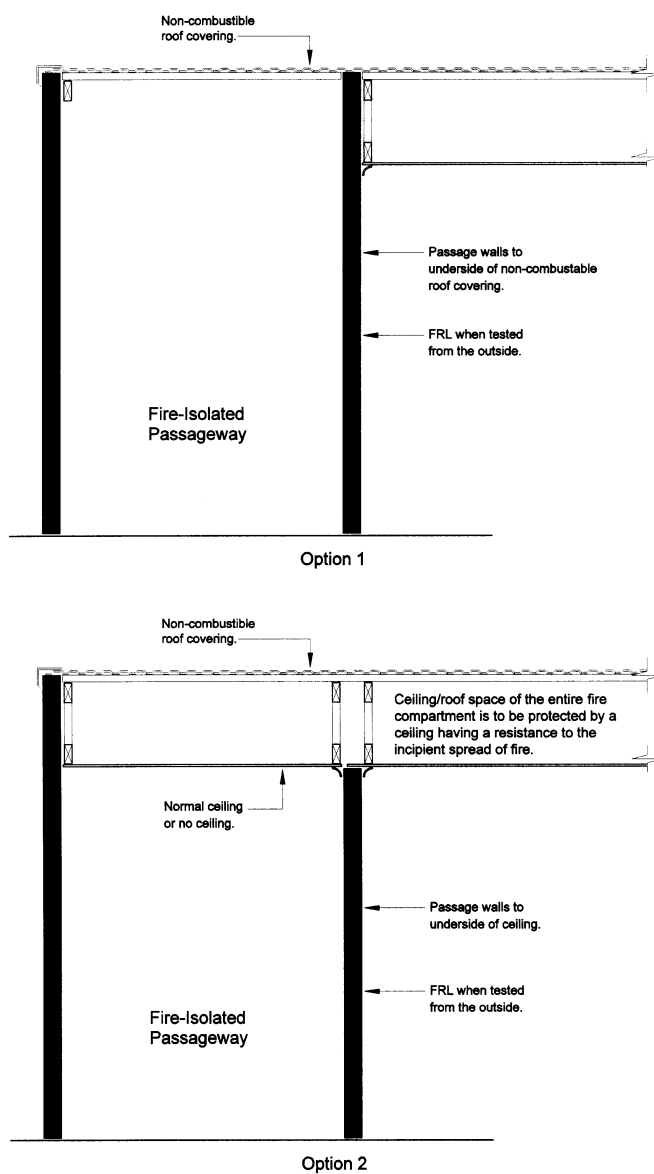 Non-combustible
roof covering.
Passage walls to
underside of non-combustable
roof covering.
FRL when tested
from the outside.
Fire-Isolated
Passageway
Option 1
Non-combustible
roof covering.
Ceiling/roof space of the entire fire
compartment is to be protected by a
ceiling having a resistance to the
incipient spread of fire.
Normal ceiling
or no ceiling.
Passage walls to
underside of ceiling.
FRL when tested
from the outside.
Fire-Isolated
Passageway
Option 2